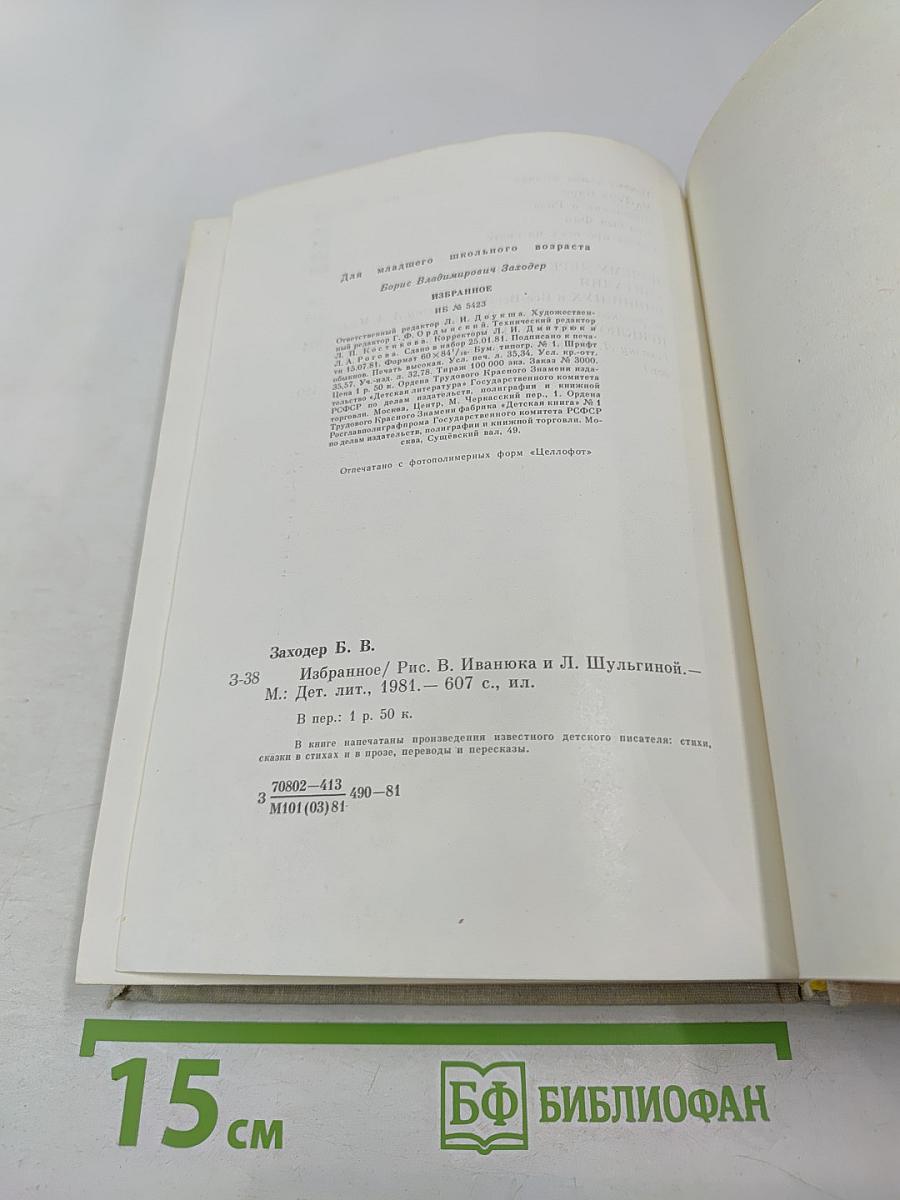 Для младшего школьного возраста
Борис Владимирович Заходер
ИЗБРАННОЕ
ИБ № 5423
Ответственный редактор Л. И. Доукша. Художествен-
ный редактор Г. Ф. Ордынский. Технический редактор
Л. П. Костикова. Корректоры Л. И. Дмитрюк и
Л. А. Рогова. Сдано в набор 25.01.81. Подписано к печа-
ти 15.07.81. Формат 60×84¹/₁₆. Бум. типогр. № 1. Шрифт
обыкнов. Печать высокая. Усл. печ. л. 35,34. Усл. кр.-отт.
35,57. Уч.-изд. л. 32,78. Тираж 100 000 экз. Заказ № 3000.
Цена 1 р. 50 к. Ордена Трудового Красного Знамени изда-
тельство «Детская литература» Государственного комитета
РСФСР по делам издательств, полиграфии и книжной
торговли. Москва, Центр, М. Черкасский пер., 1. Ордена
Трудового Красного Знамени фабрика «Детская книга» № 1
Росглавполиграфпрома Государственного комитета РСФСР
по делам издательств, полиграфии и книжной торговли. Мо-
сква, Сущёвский вал, 49.
Отпечатано с фотополимерных форм «Целлофот»
Заходер Б. В.
З-38 Избранное/ Рис. В. Иванюка и Л. Шульгиной.—
М.: Дет. лит., 1981.— 607 с., ил.
В пер.: 1 р. 50 к.
В книге напечатаны произведения известного детского писателя: стихи,
сказки в стихах и в прозе, переводы и пересказы.
70802—413
З 490—81
М101(03)81
15 см
БФ БИБЛИОФАН